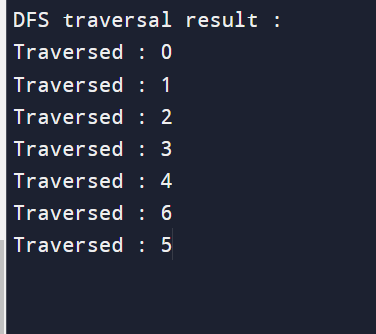 DFS traversal result :
Traversed : 0
Traversed : 1
Traversed : 2
Traversed : 3
Traversed : 4
Traversed : 6
Traversed : 5